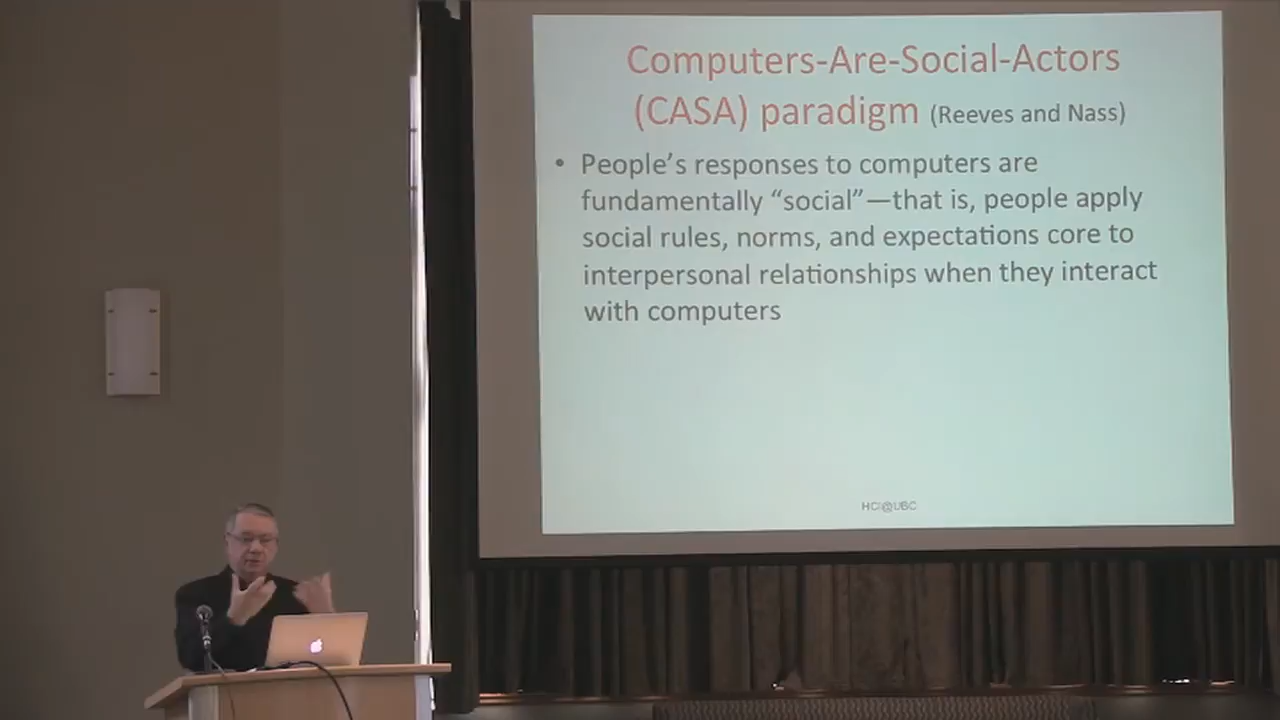 Computers-Are-Social-Actors
(CASA) paradigm (Reeves and Nass)
• People's responses to computers are
fundamentally “social”—that is, people apply
social rules, norms, and expectations core to
interpersonal relationships when they interact
with computers
HCI@UBC